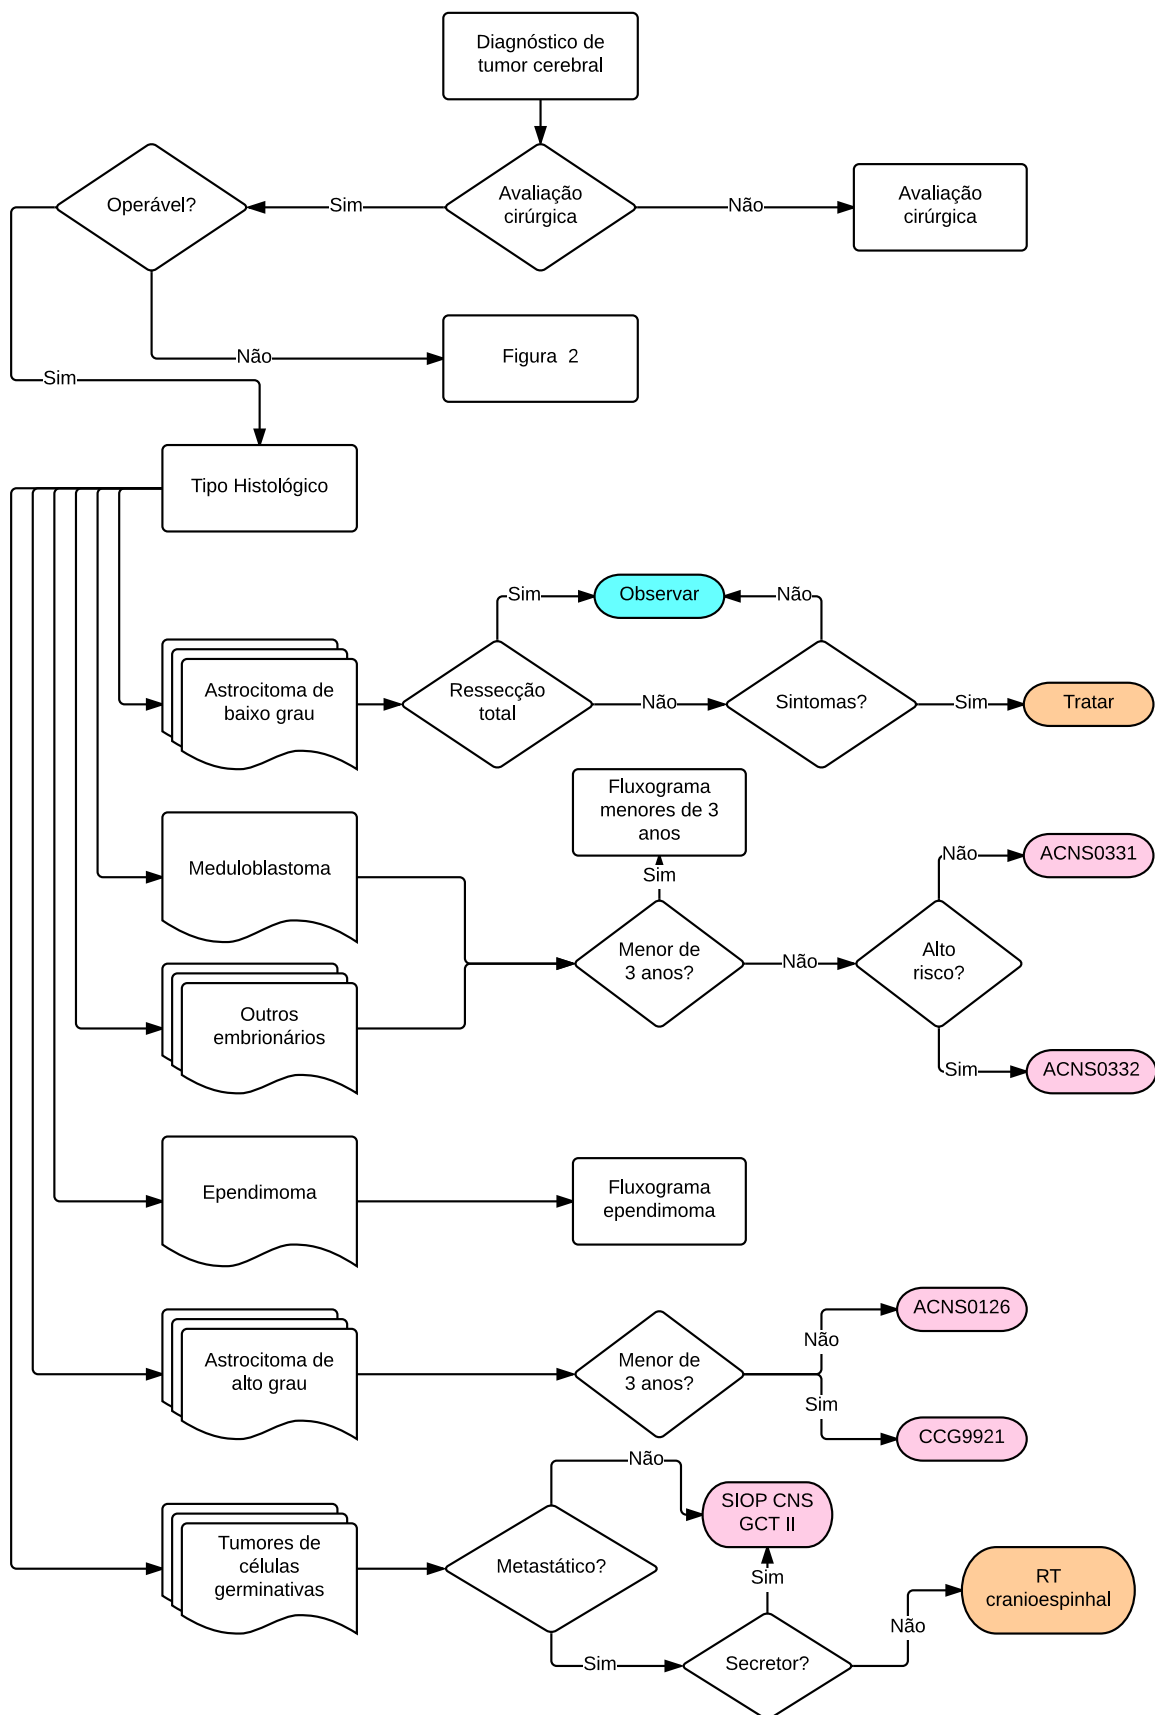 Diagnóstico de
tumor cerebral
Operável?
Sim
Avaliação
cirúrgica
Não
Avaliação
cirúrgica
Não
Figura 2
Sim
Tipo Histológico
Sim
Observar
Não
Astrocitoma de
baixo grau
Ressecção
total
Não
Sintomas?
Sim
Tratar
Fluxograma
menores de 3
anos
Meduloblastoma
Sim
Não
ACNS0331
Menor de
3 anos?
Não
Alto
risco?
Outros
embrionários
Sim
ACNS0332
Ependimoma
Fluxograma
ependimoma
ACNS0126
Não
Astrocitoma de
alto grau
Menor de
3 anos?
Sim
CCG9921
Não
SIOP CNS
GCT II
Tumores de
células
germinativas
Metastático?
Sim
RT
cranioespinhal
Não
Sim
Secretor?